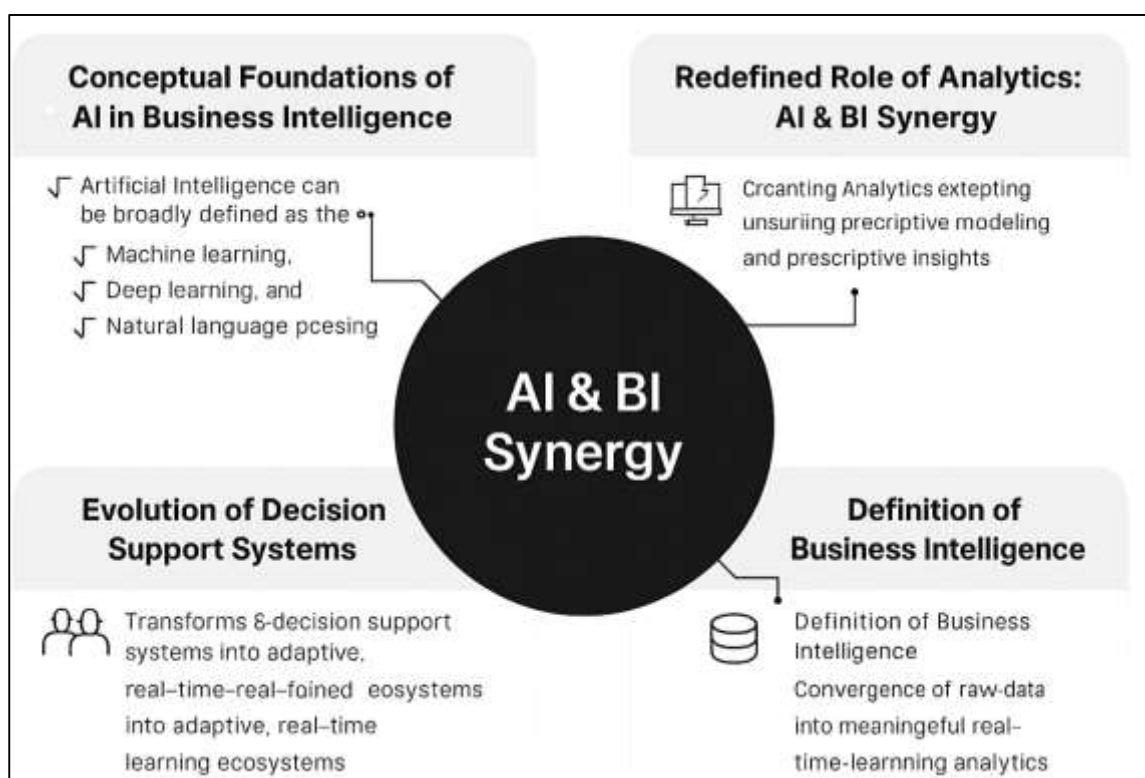 Conceptual Foundations of
AI in Business Intelligence
√ Artificial Intelligence can
be broadly defined as the
√ Machine learning,
√ Deep learning, and
√ Natural language pcesing
Redefined Role of Analytics:
AI & BI Synergy
Crcanting Analytics extepting
unsuriing precriptive modeling
and prescriptive insights
AI & BI
Synergy
Evolution of Decision
Support Systems
Transforms &-decision support
systems into adaptive,
real-time-real-foined eosystems
into adaptive, real-time
learning ecosystems
Definition of
Business Intelligence
Definition of Business
Intelligence
Convergence of raw-data
into meaningeful real-
time-learnning analytics